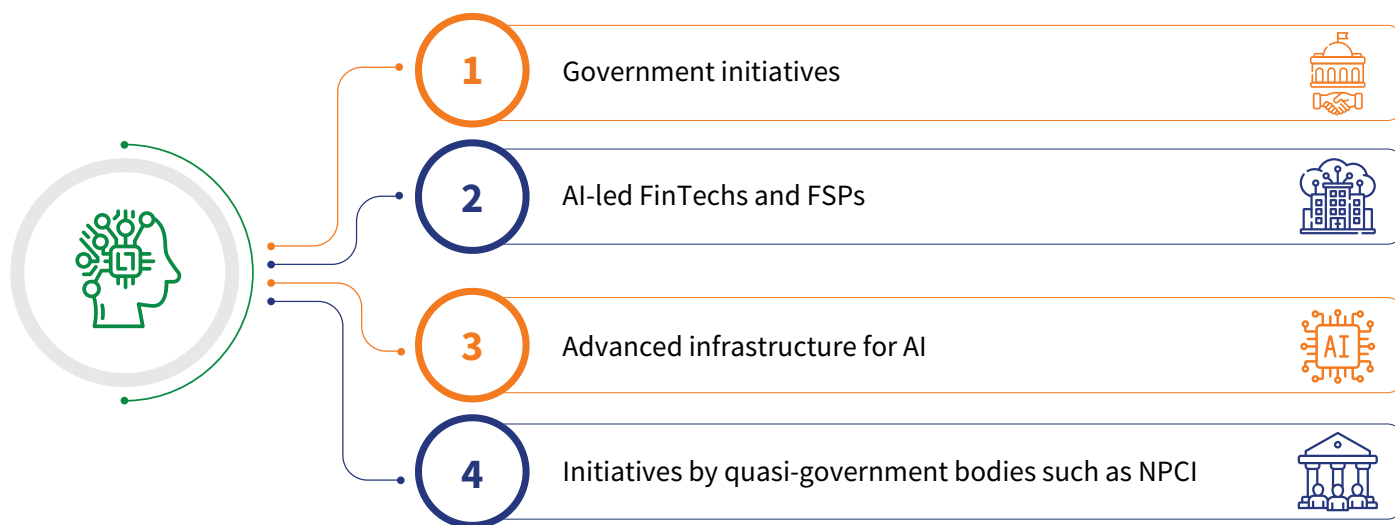 1
Government initiatives
2
AI-led FinTechs and FSPs
3
Advanced infrastructure for AI
AI
4
Initiatives by quasi-government bodies such as NPCI